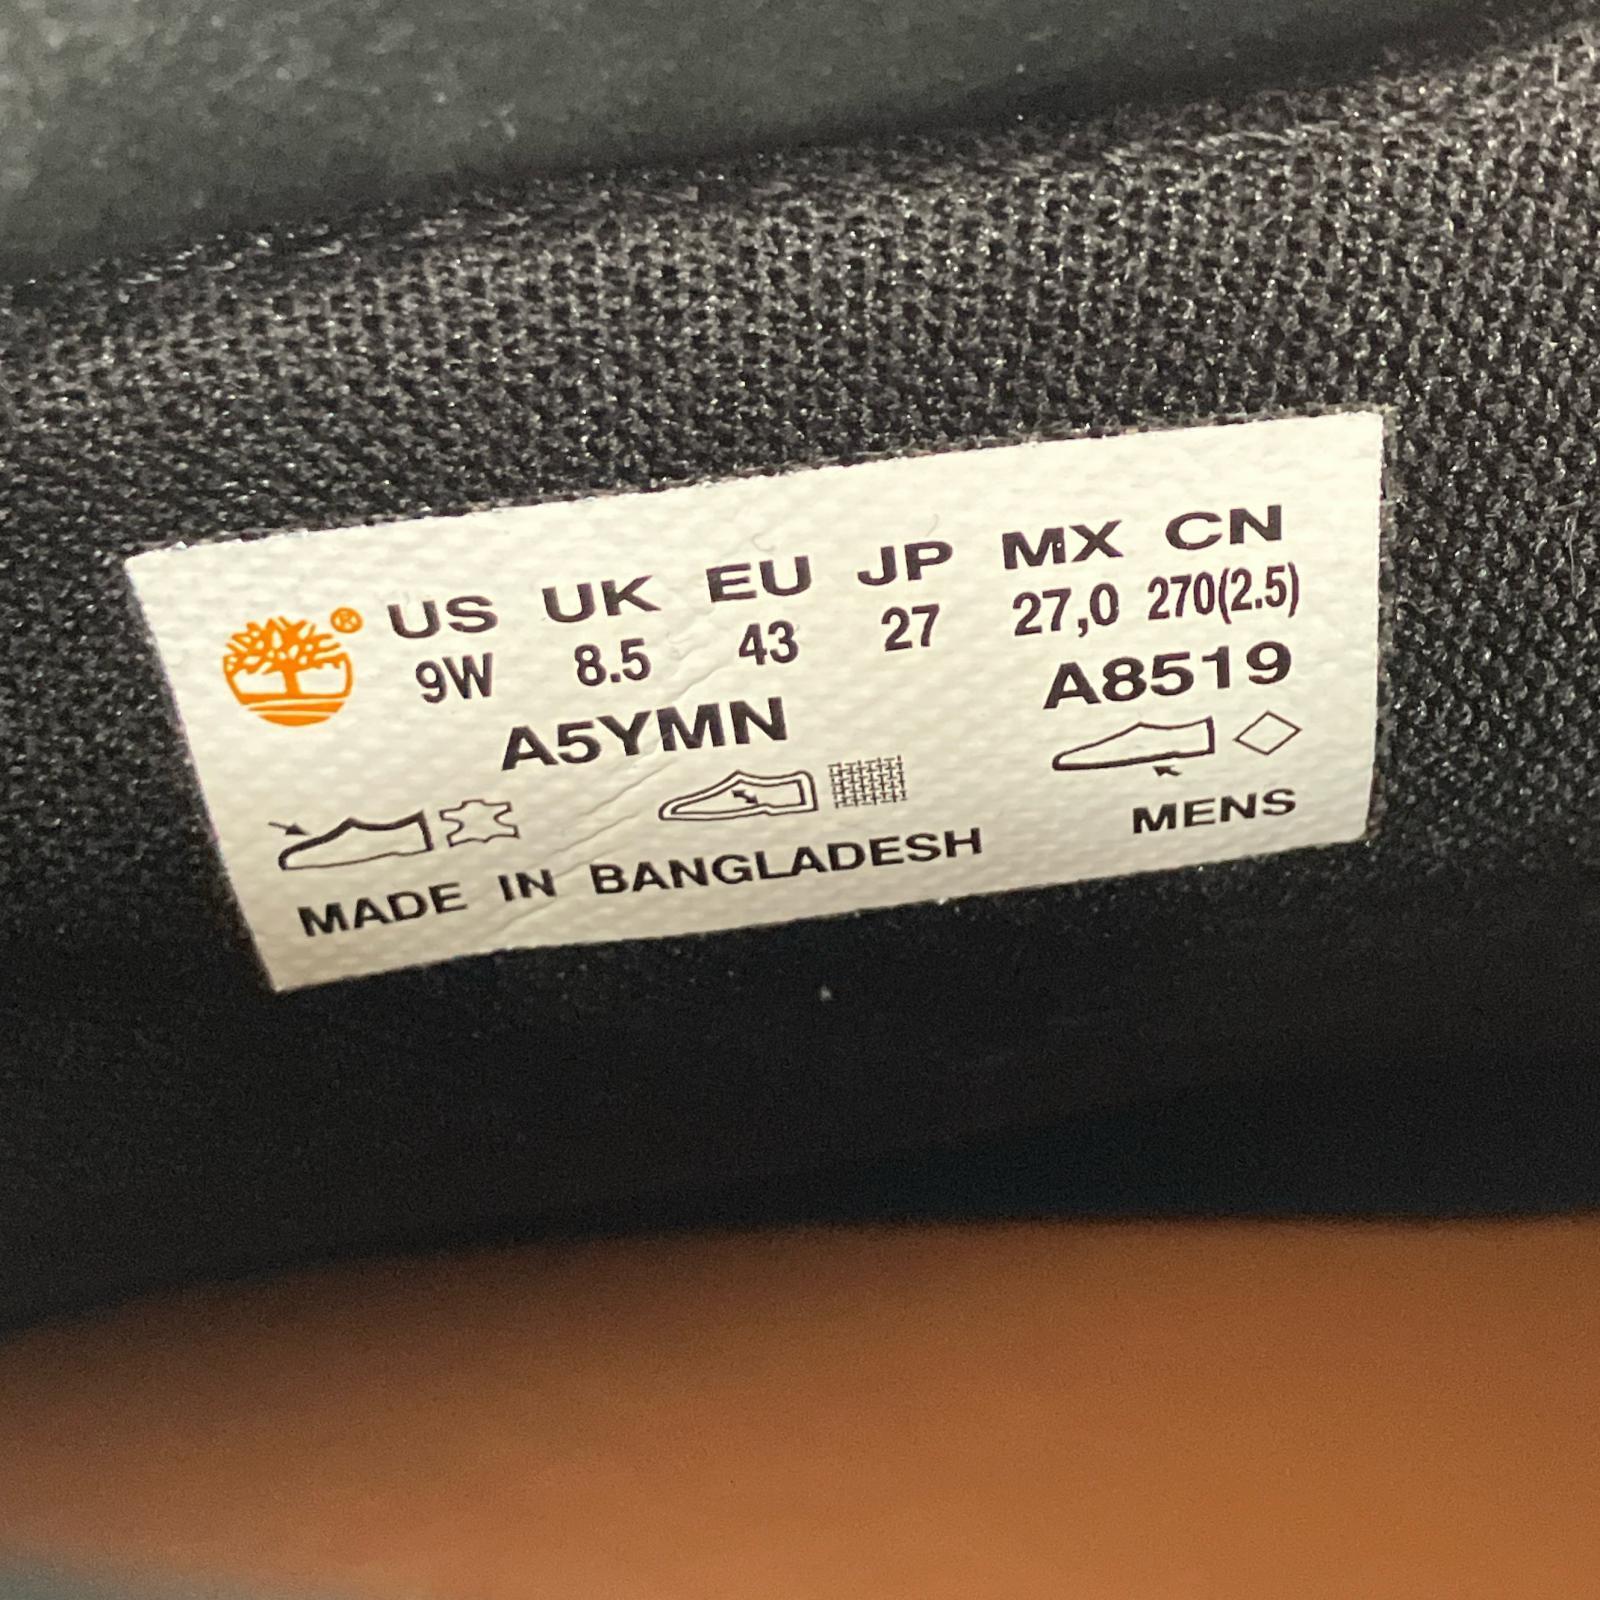 ® US UK EU JP MX CN
9W 8.5 43 27 27,0 270(2.5)
A5YMN A8519
MADE IN BANGLADESH MENS